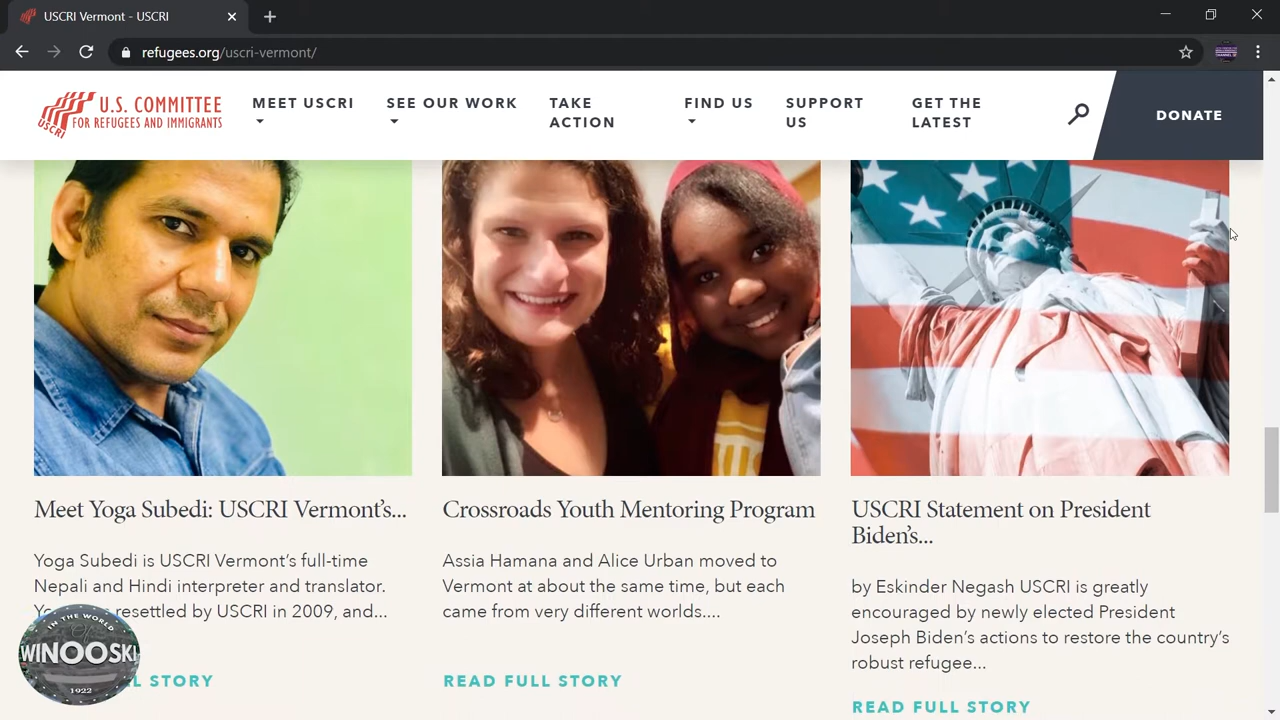 USCRI Vermont - USCRI
refugees.org/uscri-vermont/
USCRI
U.S. COMMITTEE
FOR REFUGEES AND IMMIGRANTS
MEET USCRI
SEE OUR WORK
TAKE
ACTION
FIND US
SUPPORT
US
GET THE
LATEST
DONATE
Meet Yoga Subedi: USCRI Vermont’s...
Yoga Subedi is USCRI Vermont’s full-time
Nepali and Hindi interpreter and translator.
resettled by USCRI in 2009, and...
STORY
Crossroads Youth Mentoring Program
Assia Hamana and Alice Urban moved to
Vermont at about the same time, but each
came from very different worlds....
READ FULL STORY
USCRI Statement on President
Biden’s...
by Eskinder Negash USCRI is greatly
encouraged by newly elected President
Joseph Biden’s actions to restore the country’s
robust refugee...
READ FULL STORY
IN THE WORLD
WINOOSKI
1922